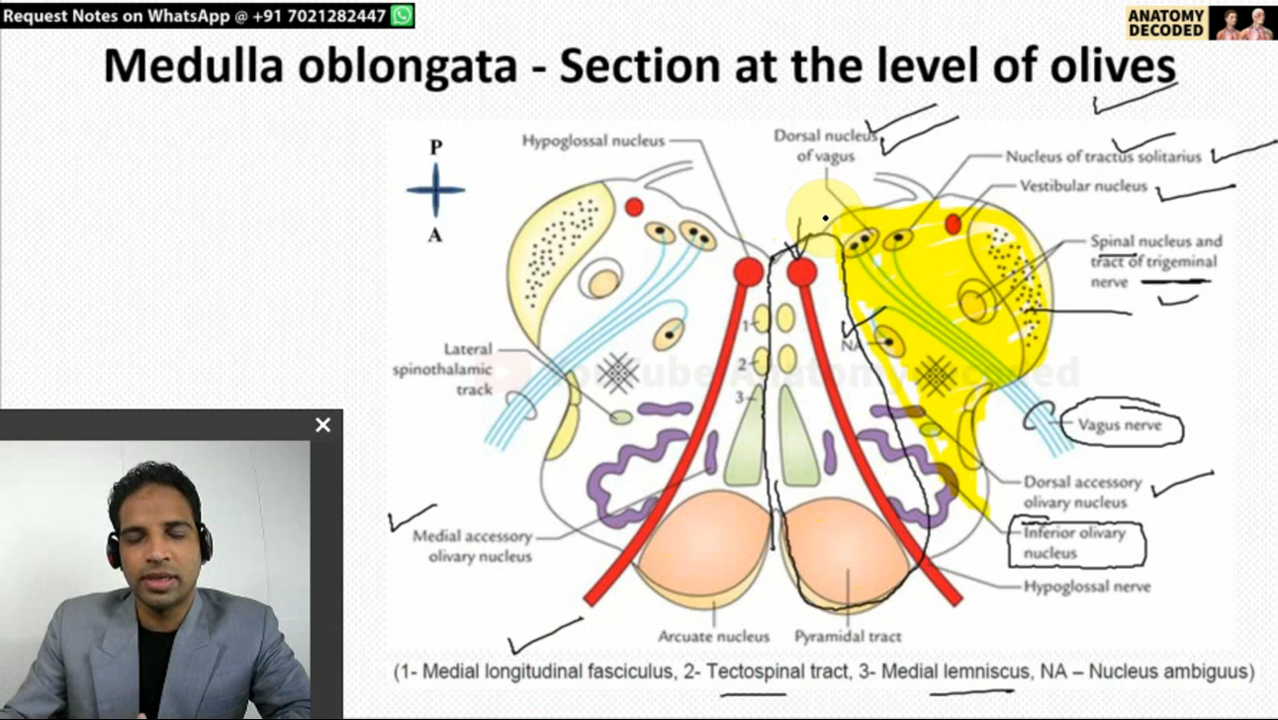 Request Notes on WhatsApp @ +91 7021282447
ANATOMY
DECODED
Medulla oblongata - Section at the level of olives
P
A
Hypoglossal nucleus
Dorsal nucleus
of vagus
Nucleus of tractus solitarius
Vestibular nucleus
Spinal nucleus and
tract of trigeminal
nerve
1
NA
Lateral
spinothalamic
track
2
YouTube Anatomy Decoded
3
Vagus nerve
Dorsal accessory
olivary nucleus
Medial accessory
olivary nucleus
Inferior olivary
nucleus
Hypoglossal nerve
Arcuate nucleus
Pyramidal tract
(1- Medial longitudinal fasciculus, 2- Tectospinal tract, 3- Medial lemniscus, NA – Nucleus ambiguus)